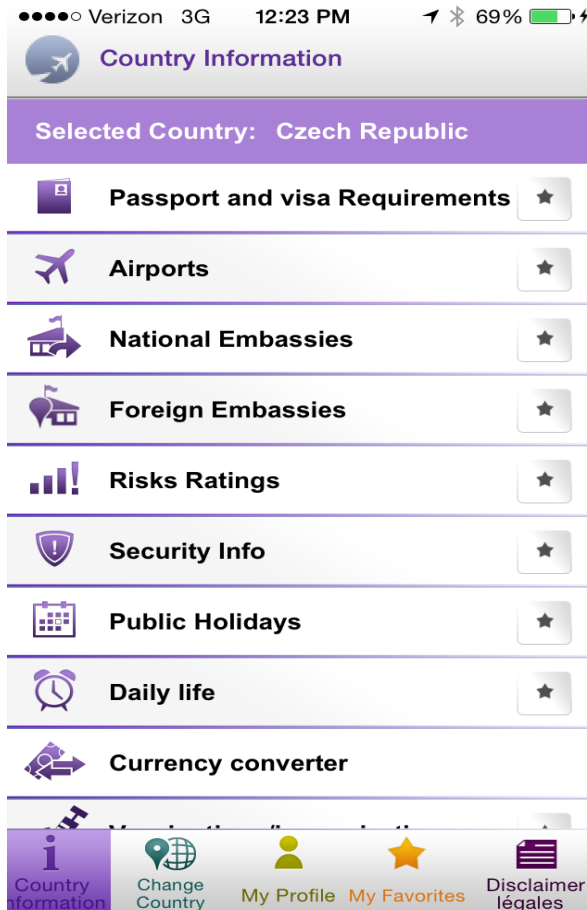 Verizon 3G 12:23 PM 69%
Country Information
Selected Country: Czech Republic
Passport and visa Requirements
Airports
National Embassies
Foreign Embassies
Risks Ratings
Security Info
Public Holidays
Daily life
Currency converter
Country Information
Change Country
My Profile
My Favorites
Disclaimer légales